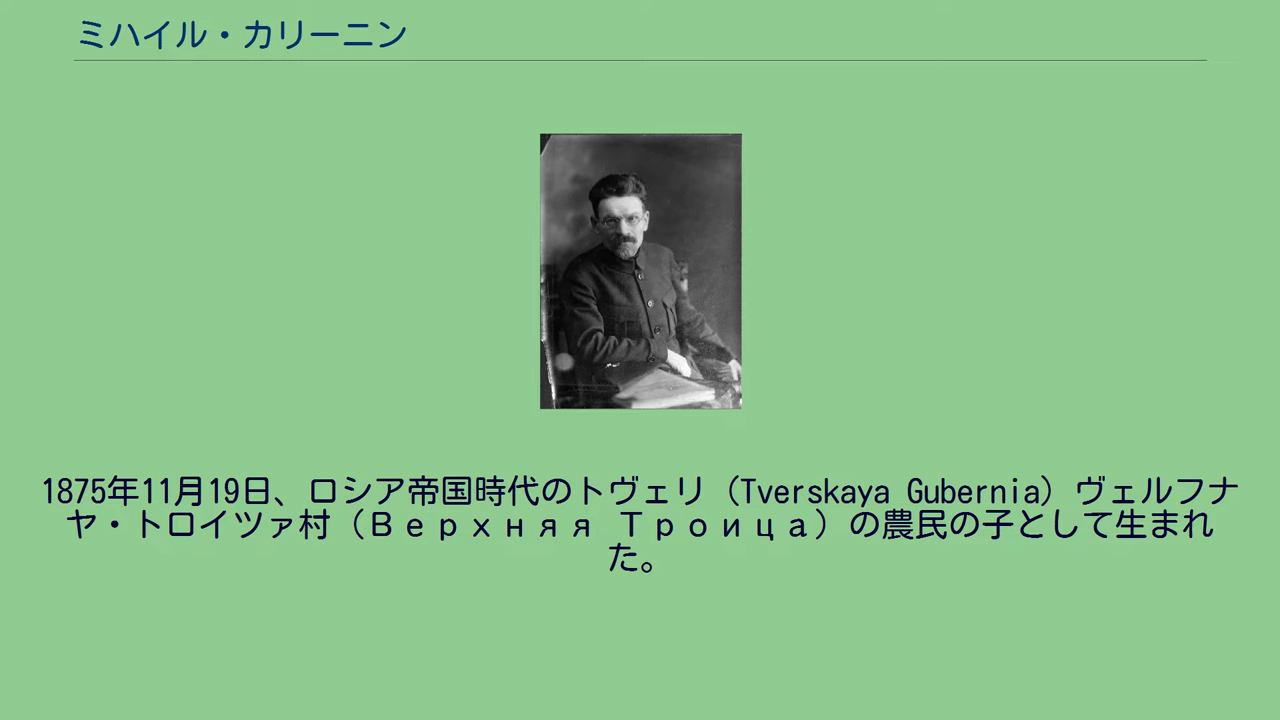 ミハイル・カリーニン
1875年11月19日、ロシア帝国時代のトヴェリ（Tverskaya Gubernia）ヴェルフナ
ヤ・トロイツァ村（Верхняя Троица）の農民の子として生まれ
た。